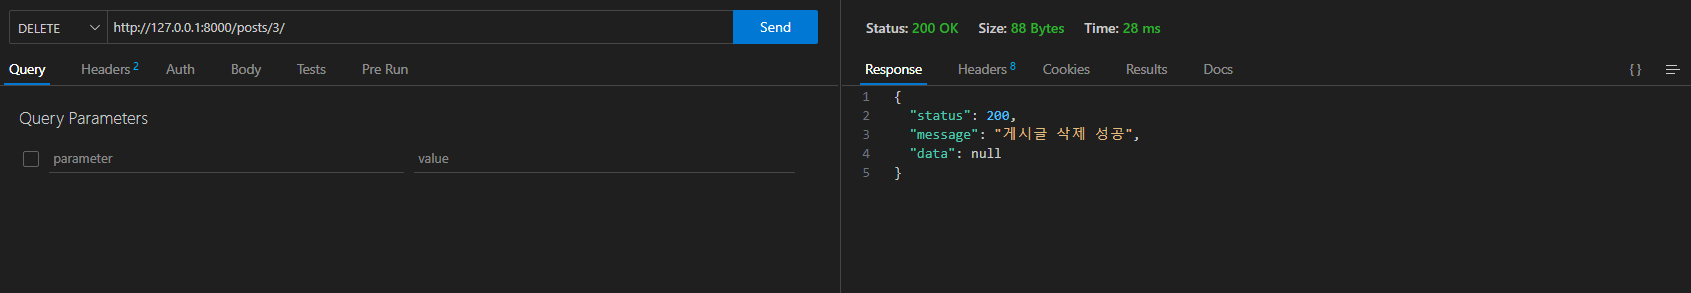 DELETE http://127.0.0.1:8000/posts/3/ Send
Query Headers 2 Auth Body Tests Pre Run
Query Parameters
parameter value
Status: 200 OK Size: 88 Bytes Time: 28 ms
Response Headers 8 Cookies Results Docs {}
1 {
2 "status": 200,
3 "message": "게시글 삭제 성공",
4 "data": null
5 }